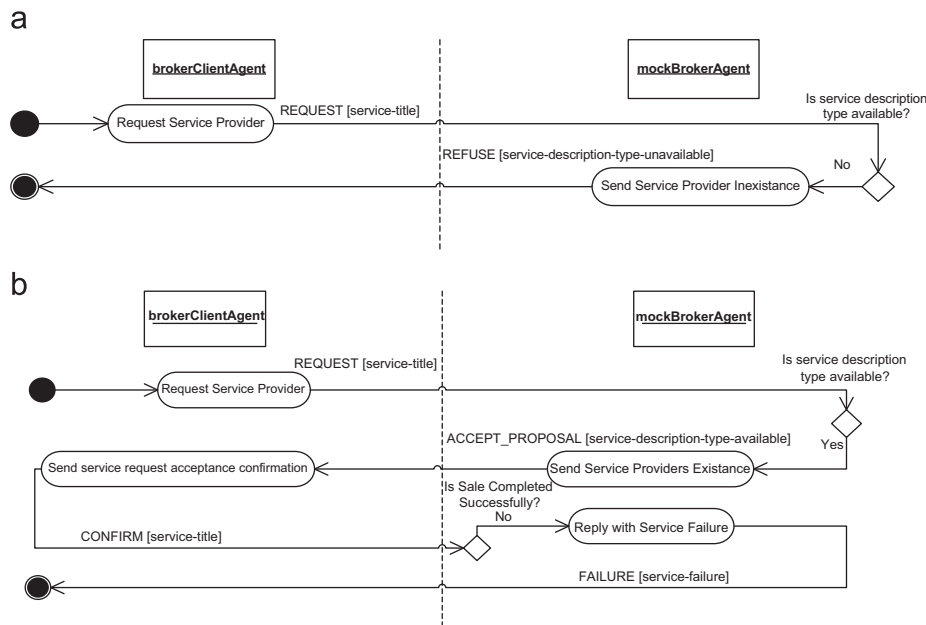 a
brokerClientAgent
mockBrokerAgent
Is service description
type available?
REQUEST [service-title]
Request Service Provider
REFUSE [service-description-type-unavailable]
No
Send Service Provider Inexistance
b
brokerClientAgent
mockBrokerAgent
REQUEST [service-title]
Is service description
type available?
Request Service Provider
ACCEPT_PROPOSAL [service-description-type-available]
Yes
Send service request acceptance confirmation
Send Service Providers Existance
Is Sale Completed
Successfully?
No
Reply with Service Failure
CONFIRM [service-title]
FAILURE [service-failure]